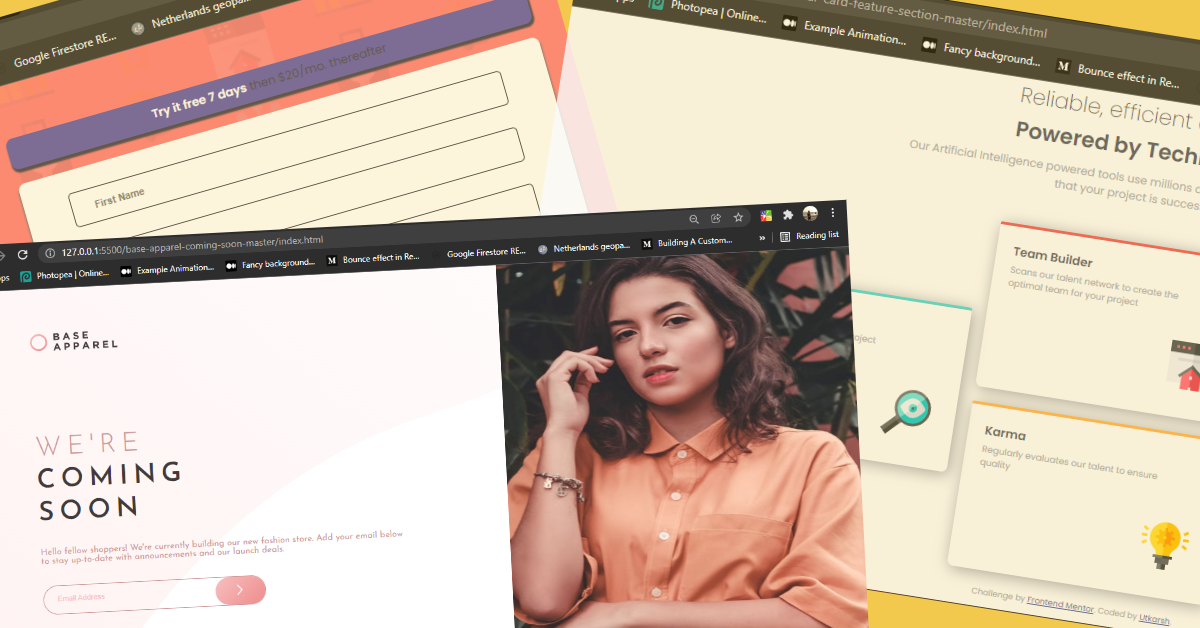 Google Firestore RE...
Netherlands geopa...
Try it free 7 days then $20/mo. thereafter
First Name
card-feature-section-master/index.html
Photopea | Online...
Example Animation...
Fancy background...
Bounce effect in Re...
Reliable, efficient
Powered by
Our Artificial Intelligence powered tools use millions
that your project is
Team Builder
Scans our talent network to create the
optimal team for your project
Karma
Regularly evaluates our talent to ensure
quality
Challenge by Frontend Mentor. Coded by Utkarsh.
127.0.0.1:5500/base-apparel-coming-soon-master/index.html
Photopea | Online...
Example Animation...
Fancy background...
Bounce effect in Re...
Google Firestore RE...
Netherlands geopa...
Building A Custom...
»
Reading list
BASE
APPAREL
WE'RE
COMING
SOON
Hello fellow shoppers! We're currently building our new fashion store. Add your email below
to stay up-to-date with announcements and our launch deals.
Email Address